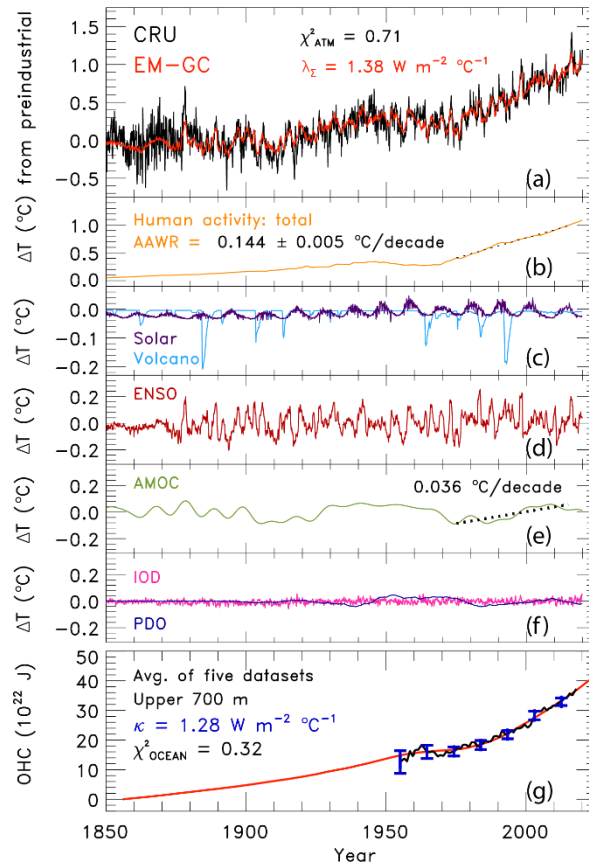 CRU
χ²ATM = 0.71
EM-GC
λΣ = 1.38 W m⁻² °C⁻¹
1.5
1.0
0.5
0.0
-0.5
ΔT (°C) from preindustrial
(a)
Human activity: total
AAWR = 0.144 ± 0.005 °C/decade
1.0
0.5
0.0
ΔT (°C)
(b)
0.0
-0.1
-0.2
ΔT (°C)
Solar
Volcano
(c)
ENSO
0.2
0.0
-0.2
ΔT (°C)
(d)
AMOC
0.036 °C/decade
0.2
0.0
-0.2
ΔT (°C)
(e)
IOD
0.2
0.0
-0.2
ΔT (°C)
PDO
(f)
50
40
30
20
10
0
OHC (10²² J)
Avg. of five datasets
Upper 700 m
κ = 1.28 W m⁻² °C⁻¹
χ²OCEAN = 0.32
(g)
1850 1900 1950 2000
Year